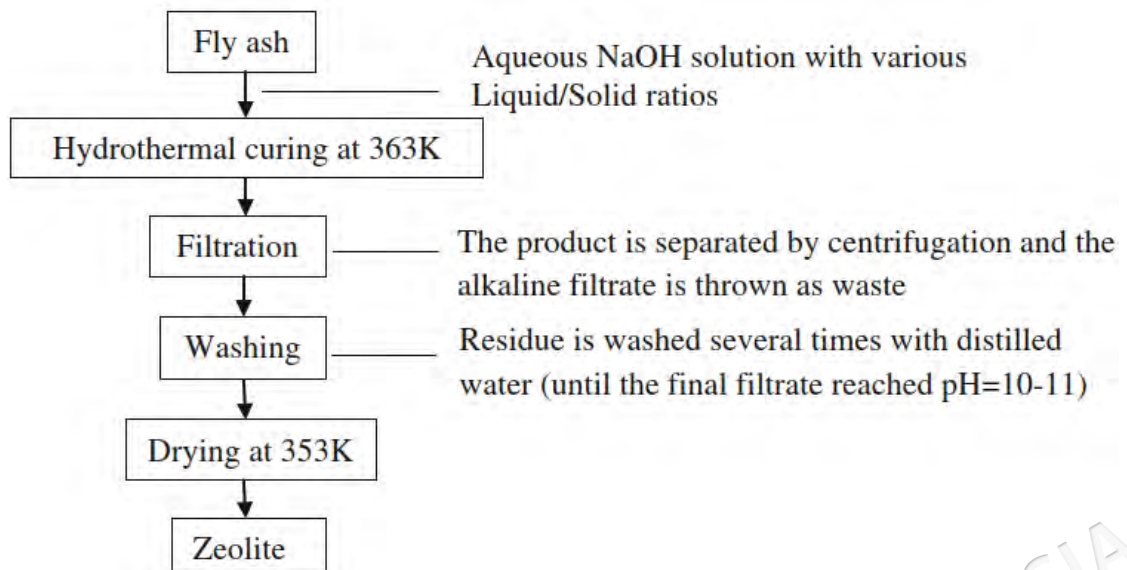 Fly ash
Aqueous NaOH solution with various
Liquid/Solid ratios
Hydrothermal curing at 363K
Filtration
The product is separated by centrifugation and the
alkaline filtrate is thrown as waste
Washing
Residue is washed several times with distilled
water (until the final filtrate reached pH=10-11)
Drying at 353K
Zeolite
SIA